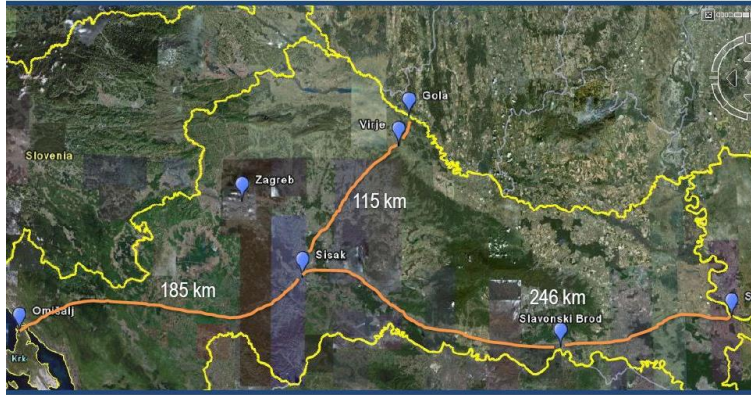 Gola
Virje
Slovenia
Zagreb
115 km
Sisak
185 km
246 km
Omišalj
Slavonski Brod
S
Krk